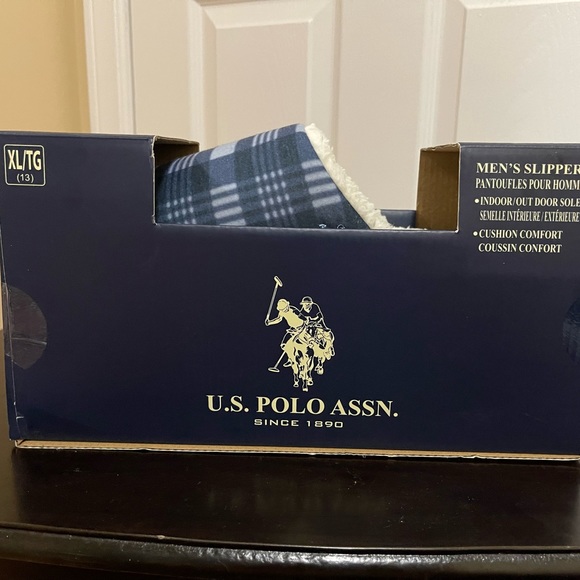 XL/TG
(13)
MEN'S SLIPPER
PANTOUFLES POUR HOMM
• INDOOR/OUT DOOR SOLE
SEMELLE INTÉRIEURE/EXTÉRIEURE
• CUSHION COMFORT
COUSSIN CONFORT
U.S. POLO ASSN.
SINCE 1890